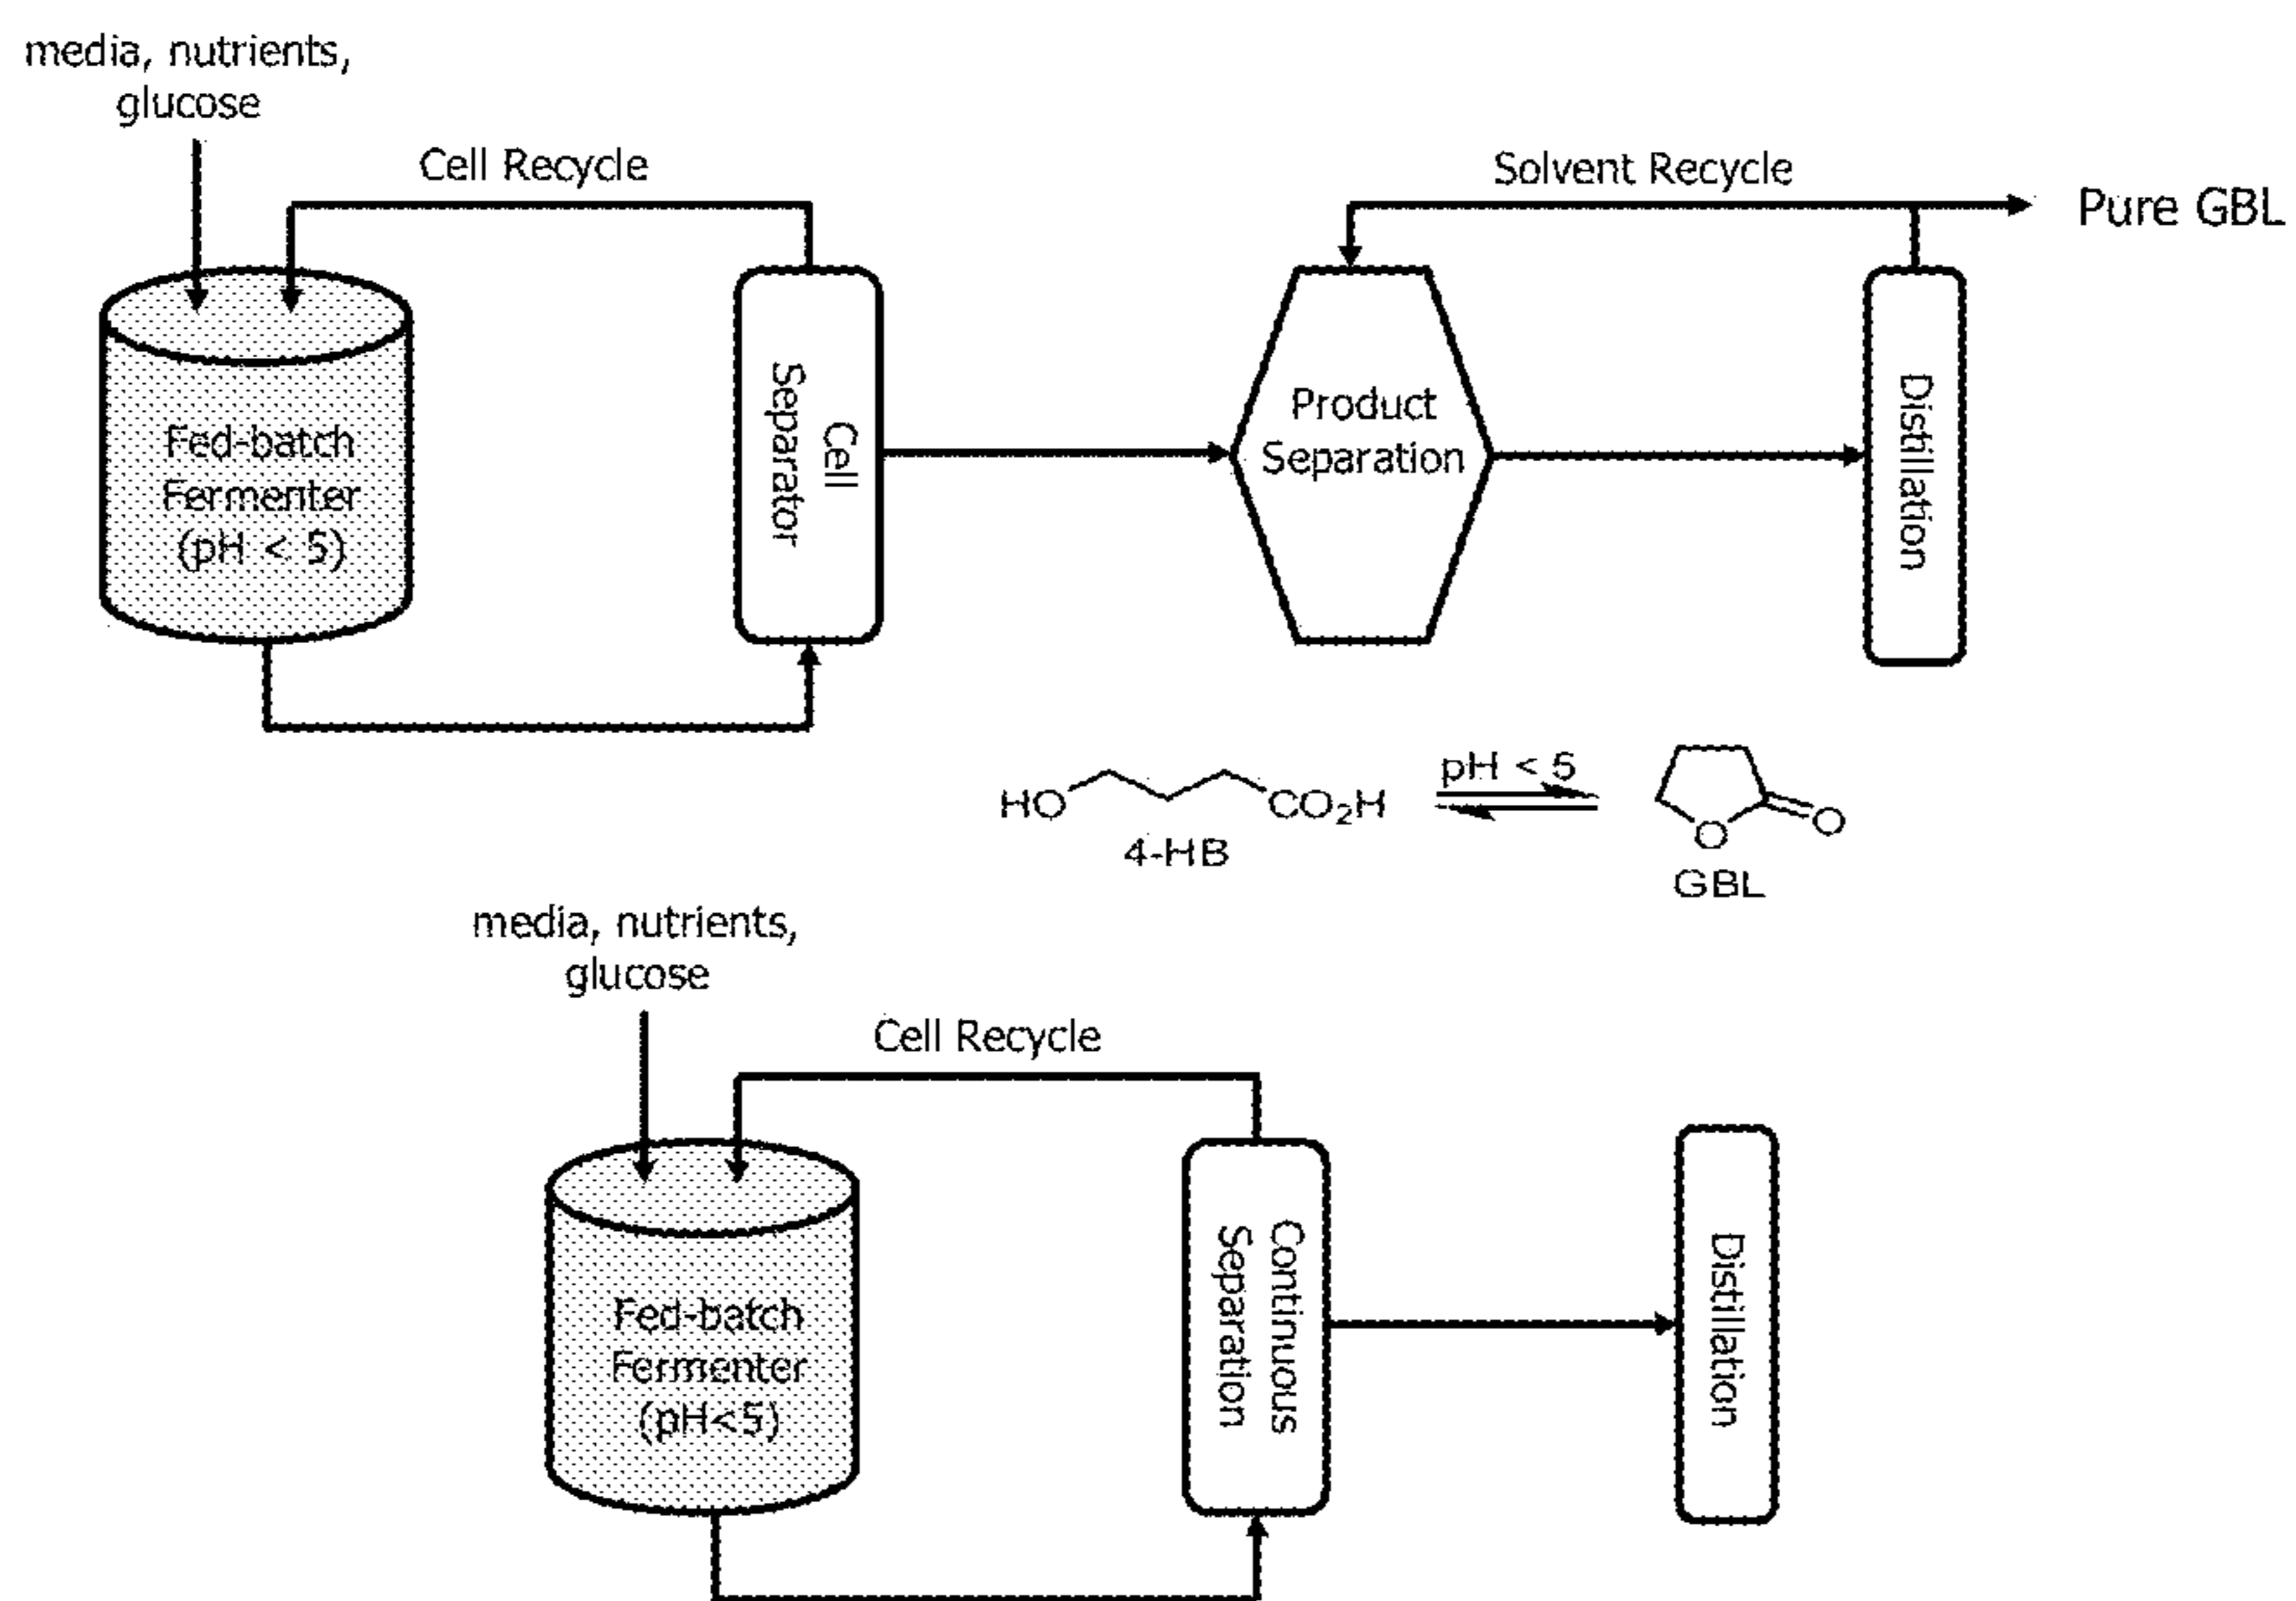 media, nutrients,
glucose
Cell Recycle
Solvent Recycle
Pure GBL
Fed-batch
Fermenter
(pH < 5)
Cell
Separator
Product
Separation
Distillation
HO
CO₂H
4-HB
pH < 5
O
O
GBL
media, nutrients,
glucose
Cell Recycle
Fed-batch
Fermenter
(pH<5)
Continuous
Separation
Distillation